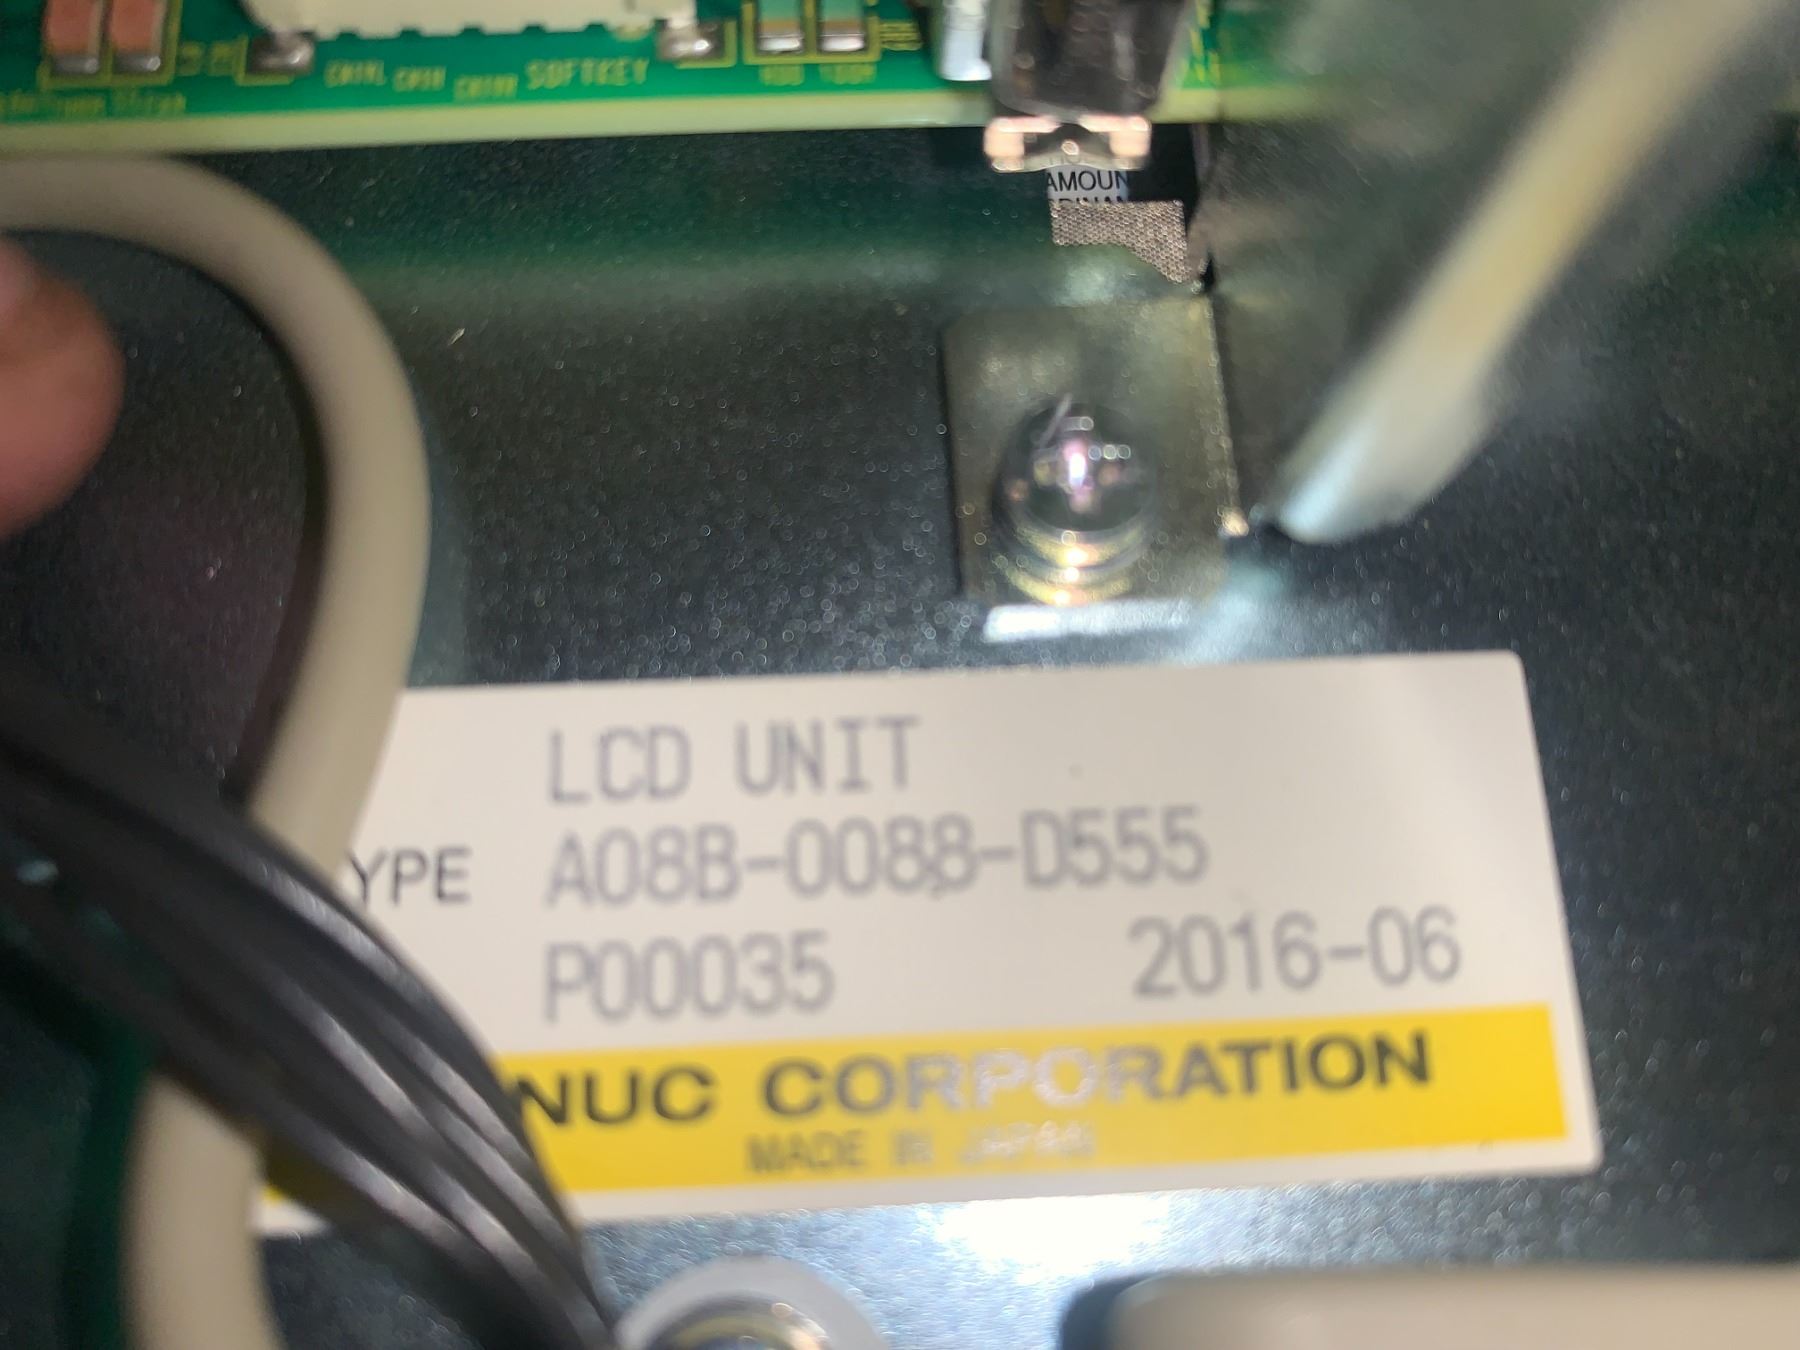 SOFTKEY
AMOUN
LCD UNIT
YPE A08B-0088-D555
P00035 2016-06
NUC CORPORATION
MADE IN JAPAN